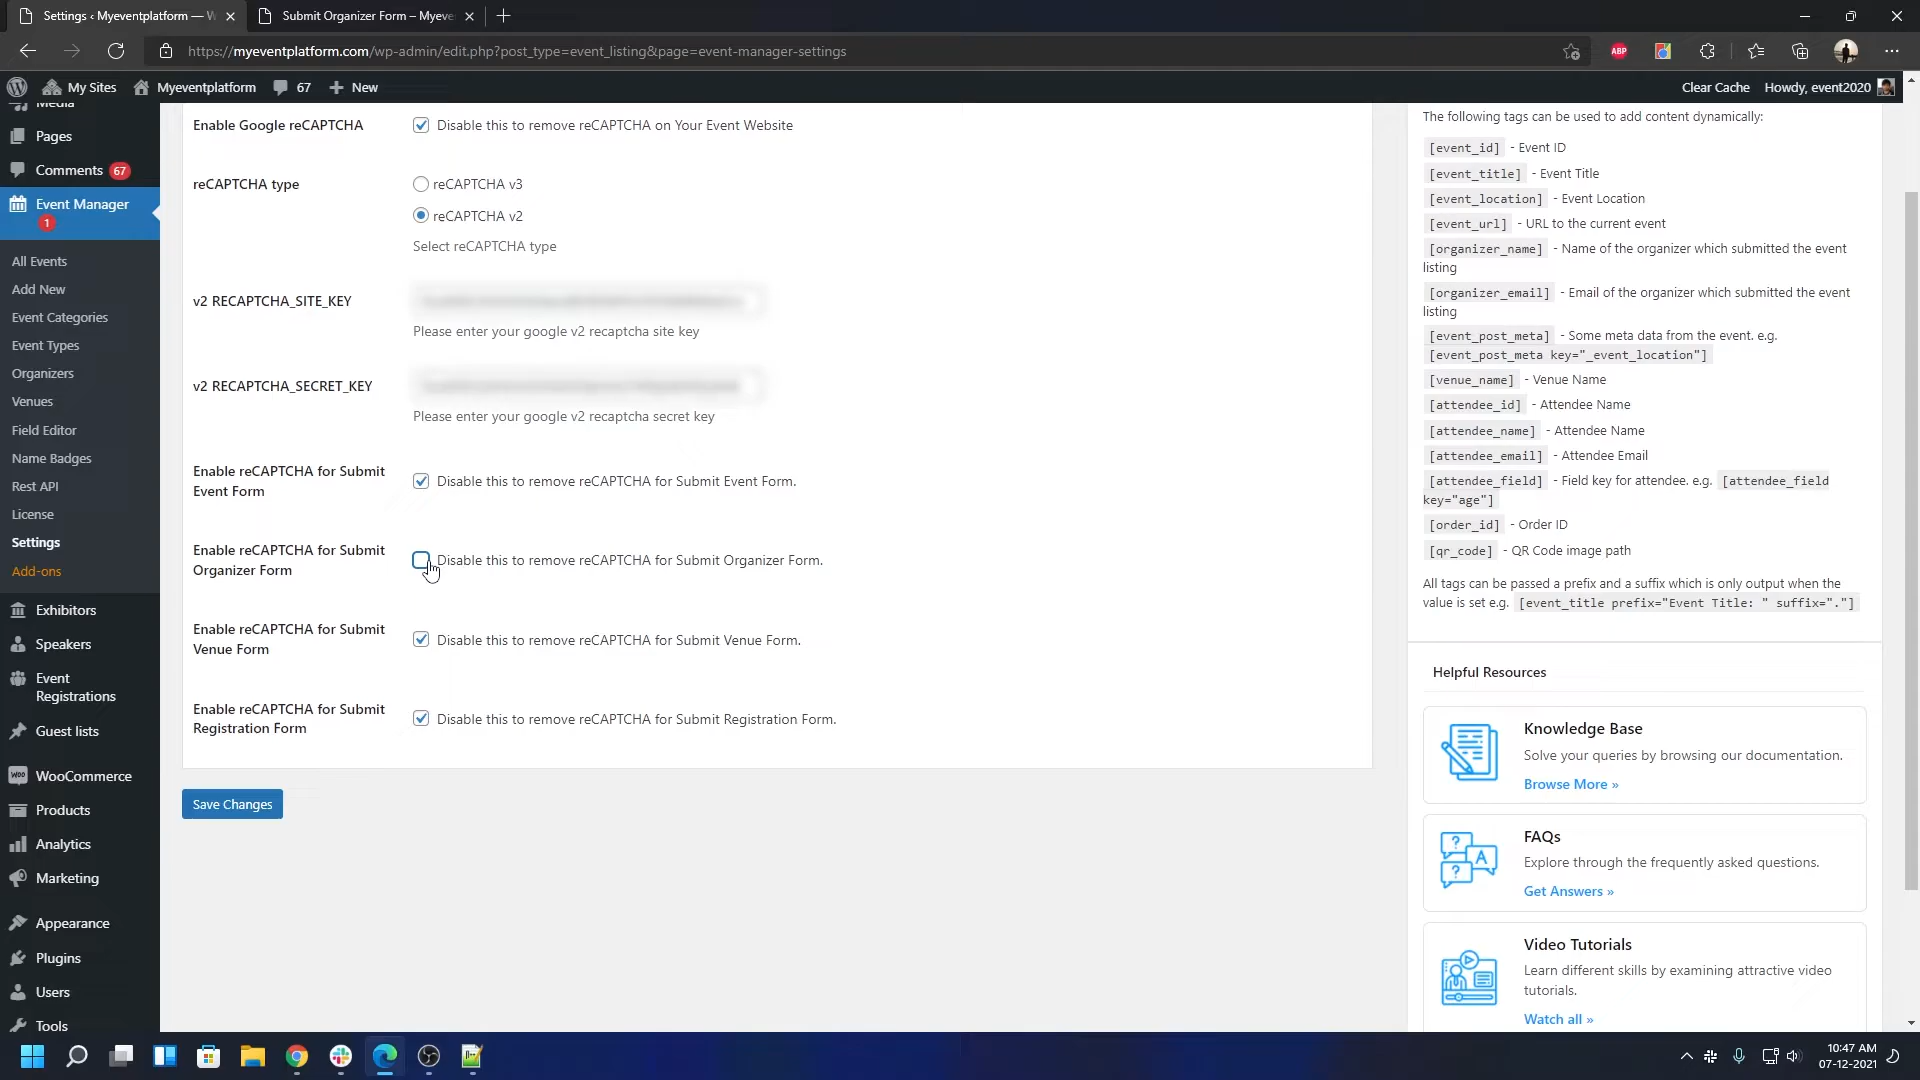 Settings ‹ Myeventplatform — W
Submit Organizer Form – Myeve
https://myeventplatform.com/wp-admin/edit.php?post_type=event_listing&page=event-manager-settings
ABP
My Sites
Myeventplatform
67
New
Clear Cache
Howdy, event2020
Media
Pages
Comments 67
Event Manager
1
All Events
Add New
Event Categories
Event Types
Organizers
Venues
Field Editor
Name Badges
Rest API
License
Settings
Add-ons
Exhibitors
Speakers
Event
Registrations
Guest lists
WooCommerce
Products
Analytics
Marketing
Appearance
Plugins
Users
Tools
Enable Google reCAPTCHA
Disable this to remove reCAPTCHA on Your Event Website
reCAPTCHA type
reCAPTCHA v3
reCAPTCHA v2
Select reCAPTCHA type
v2 RECAPTCHA_SITE_KEY
Please enter your google v2 recaptcha site key
v2 RECAPTCHA_SECRET_KEY
Please enter your google v2 recaptcha secret key
Enable reCAPTCHA for Submit
Event Form
Disable this to remove reCAPTCHA for Submit Event Form.
Enable reCAPTCHA for Submit
Organizer Form
Disable this to remove reCAPTCHA for Submit Organizer Form.
Enable reCAPTCHA for Submit
Venue Form
Disable this to remove reCAPTCHA for Submit Venue Form.
Enable reCAPTCHA for Submit
Registration Form
Disable this to remove reCAPTCHA for Submit Registration Form.
Save Changes
The following tags can be used to add content dynamically:
[event_id] - Event ID
[event_title] - Event Title
[event_location] - Event Location
[event_url] - URL to the current event
[organizer_name] - Name of the organizer which submitted the event
listing
[organizer_email] - Email of the organizer which submitted the event
listing
[event_post_meta] - Some meta data from the event. e.g.
[event_post_meta key="_event_location"]
[venue_name] - Venue Name
[attendee_id] - Attendee Name
[attendee_name] - Attendee Name
[attendee_email] - Attendee Email
[attendee_field] - Field key for attendee. e.g. [attendee_field
key="age"]
[order_id] - Order ID
[qr_code] - QR Code image path
All tags can be passed a prefix and a suffix which is only output when the
value is set e.g. [event_title prefix="Event Title: " suffix="."]
Helpful Resources
Knowledge Base
Solve your queries by browsing our documentation.
Browse More »
FAQs
Explore through the frequently asked questions.
Get Answers »
Video Tutorials
Learn different skills by examining attractive video
tutorials.
Watch all »
10:47 AM
07-12-2021